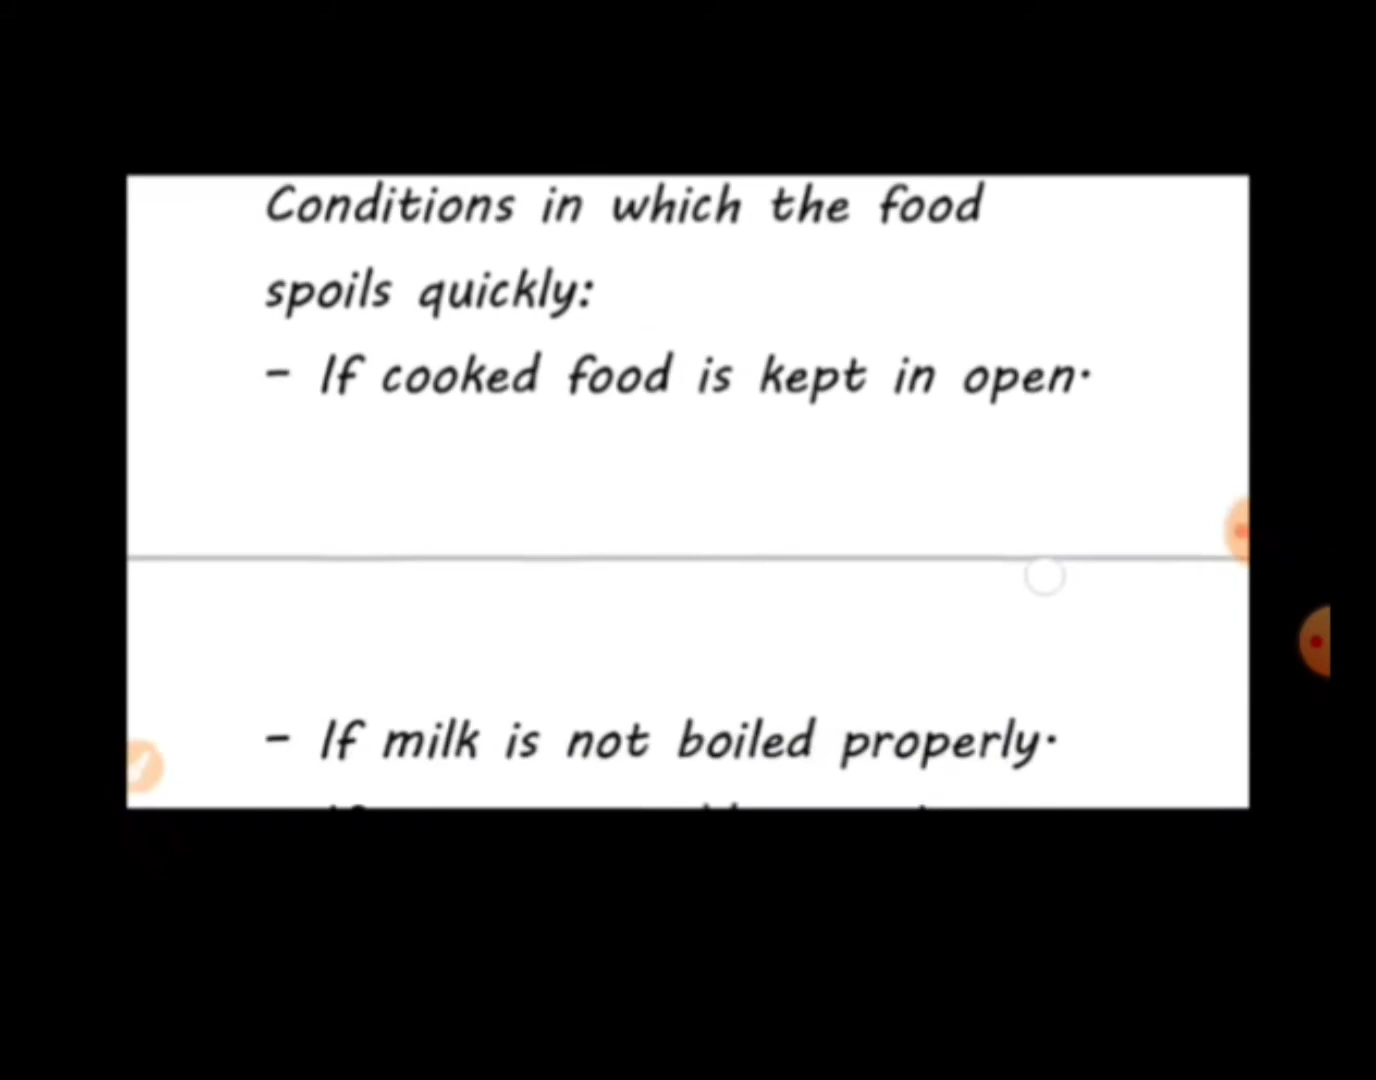 Conditions in which the food
spoils quickly:
- If cooked food is kept in open.
- If milk is not boiled properly.